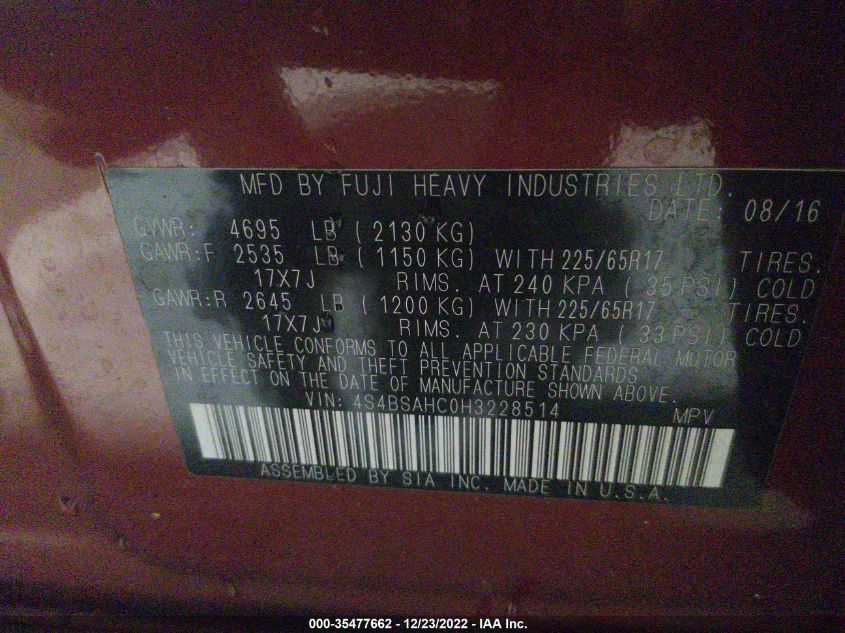 MFD BY FUJI HEAVY INDUSTRIES LTD.
DATE: 08/16
GVWR: 4695 LB ( 2130 KG)
GAWR:F 2535 LB ( 1150 KG) WITH 225/65R17 TIRES.
17X7J RIMS. AT 240 KPA ( 35 PSI) COLD
GAWR:R 2645 LB ( 1200 KG) WITH 225/65R17 TIRES.
17X7J RIMS. AT 230 KPA ( 33 PSI) COLD
THIS VEHICLE CONFORMS TO ALL APPLICABLE FEDERAL MOTOR
VEHICLE SAFETY AND THEFT PREVENTION STANDARDS
IN EFFECT ON THE DATE OF MANUFACTURE SHOWN ABOVE.
VIN: 4S4BSAHC0H3228514 MPV
ASSEMBLED BY SIA INC. MADE IN U.S.A.
000-35477662 - 12/23/2022 - IAA Inc.